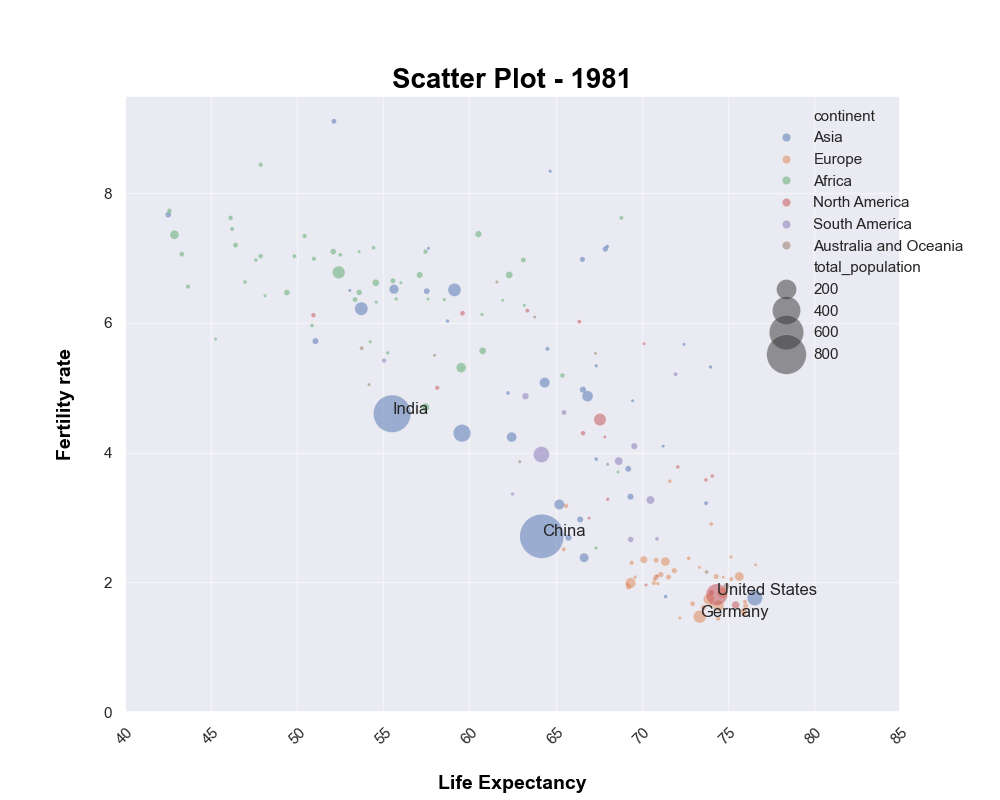 Scatter Plot - 1981
continent
Asia
Europe
Africa
North America
South America
Australia and Oceania
total_population
200
400
600
800
Fertility rate
8
6
4
2
0
India
China
United States
Germany
40 45 50 55 60 65 70 75 80 85
Life Expectancy